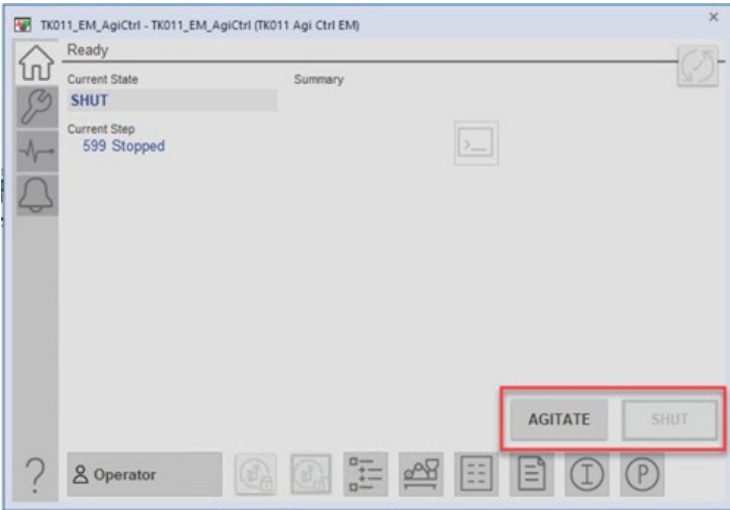 TK011_EM_AgiCtrl - TK011_EM_AgiCtrl (TK011 Agi Ctrl EM)
Ready
Current State
Summary
SHUT
Current Step
599 Stopped
>_
AGITATE
SHUT
?
Operator
I
P